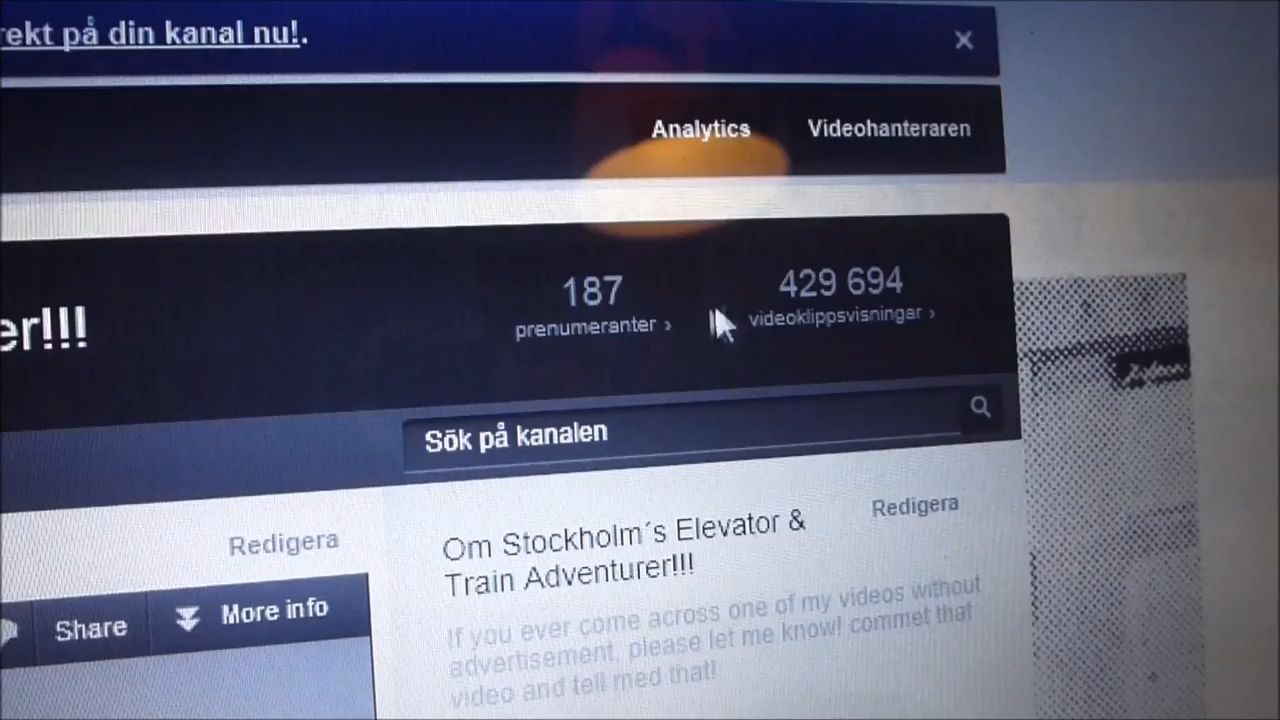 rekt på din kanal nu!.
Analytics
Videohanteraren
er!!!
187
prenumeranter ›
429 694
videoklippsvisningar ›
Sök på kanalen
Redigera
Share
More info
Om Stockholm´s Elevator &
Train Adventurer!!!
Redigera
If you ever come across one of my videos without
advertisement, please let me know! commet that
video and tell med that!